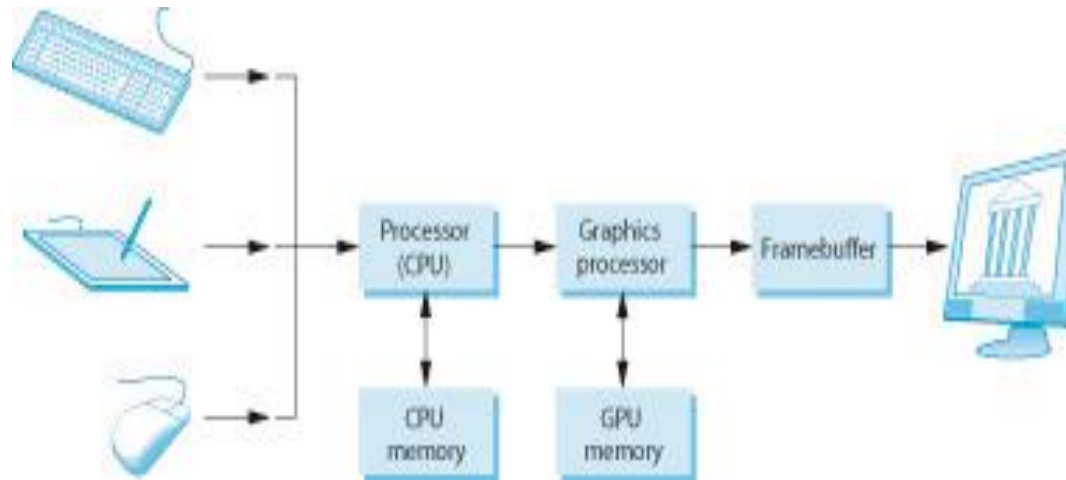 Processor
(CPU)
Graphics
processor
Framebuffer
CPU
memory
GPU
memory